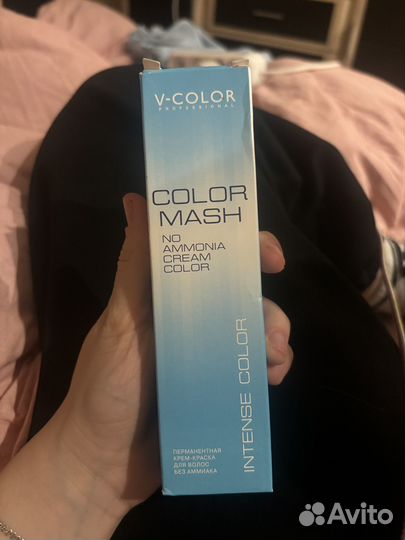 V-COLOR
PROFESSIONAL
COLOR
MASH
NO
AMMONIA
CREAM
COLOR
INTENSE COLOR
ПЕРМАНЕНТНАЯ
КРЕМ-КРАСКА
ДЛЯ ВОЛОС
БЕЗ АММИАКА
Avito